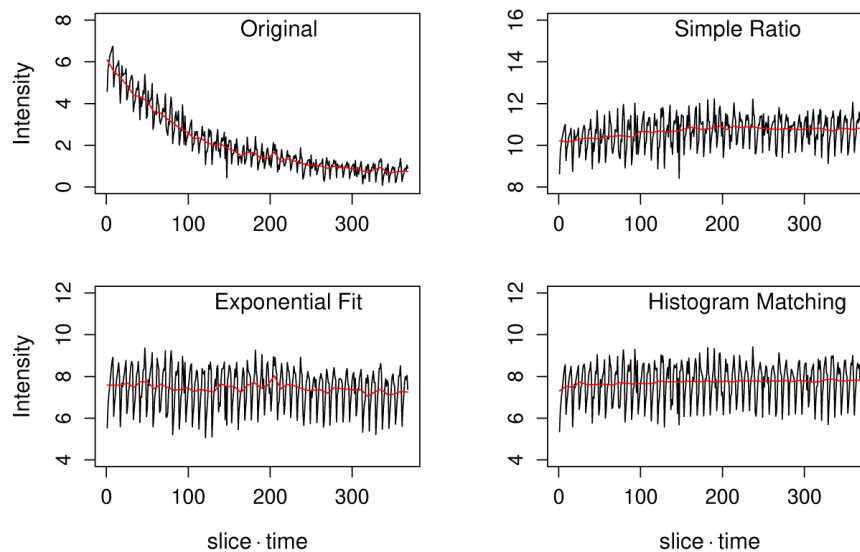 Original
Intensity
8
6
4
2
0
0 100 200 300
Simple Ratio
16
14
12
10
8
0 100 200 300
Exponential Fit
Intensity
12
10
8
6
4
0 100 200 300
slice · time
Histogram Matching
12
10
8
6
4
0 100 200 300
slice · time